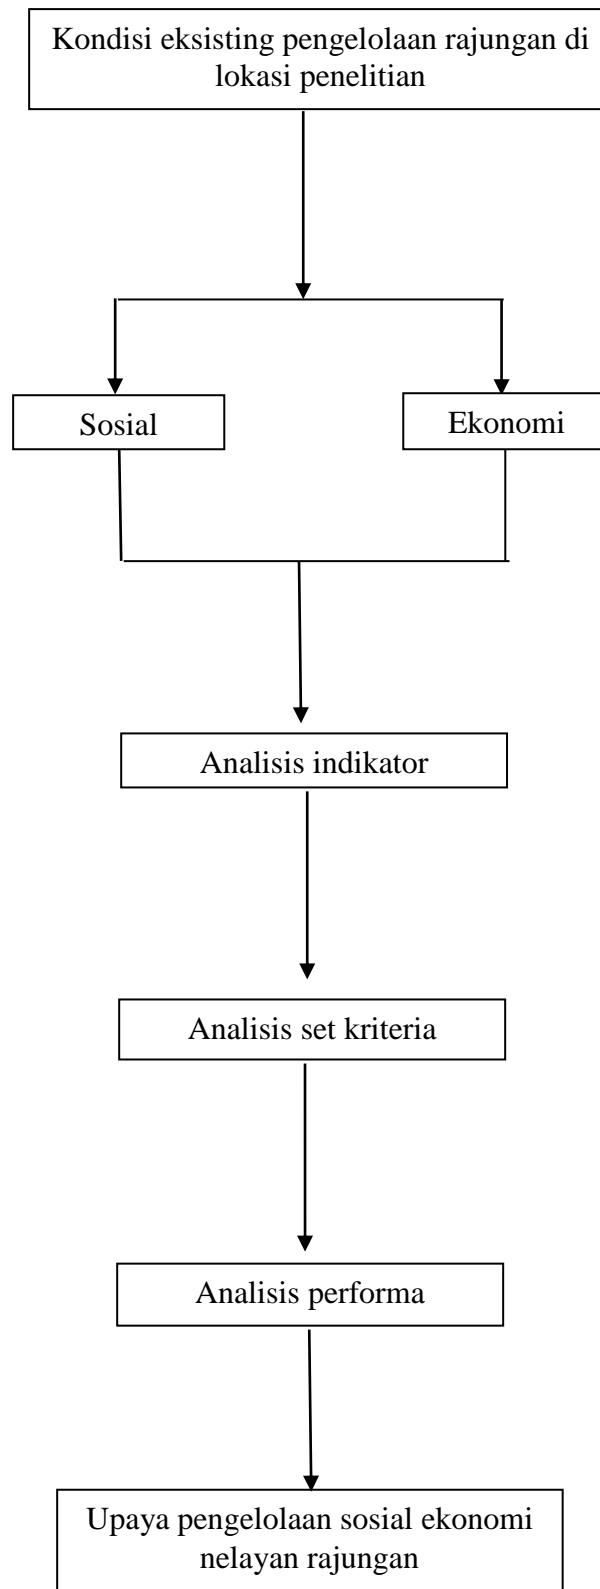 Kondisi eksisting pengelolaan rajungan di
lokasi penelitian
Sosial
Ekonomi
Analisis indikator
Analisis set kriteria
Analisis performa
Upaya pengelolaan sosial ekonomi
nelayan rajungan